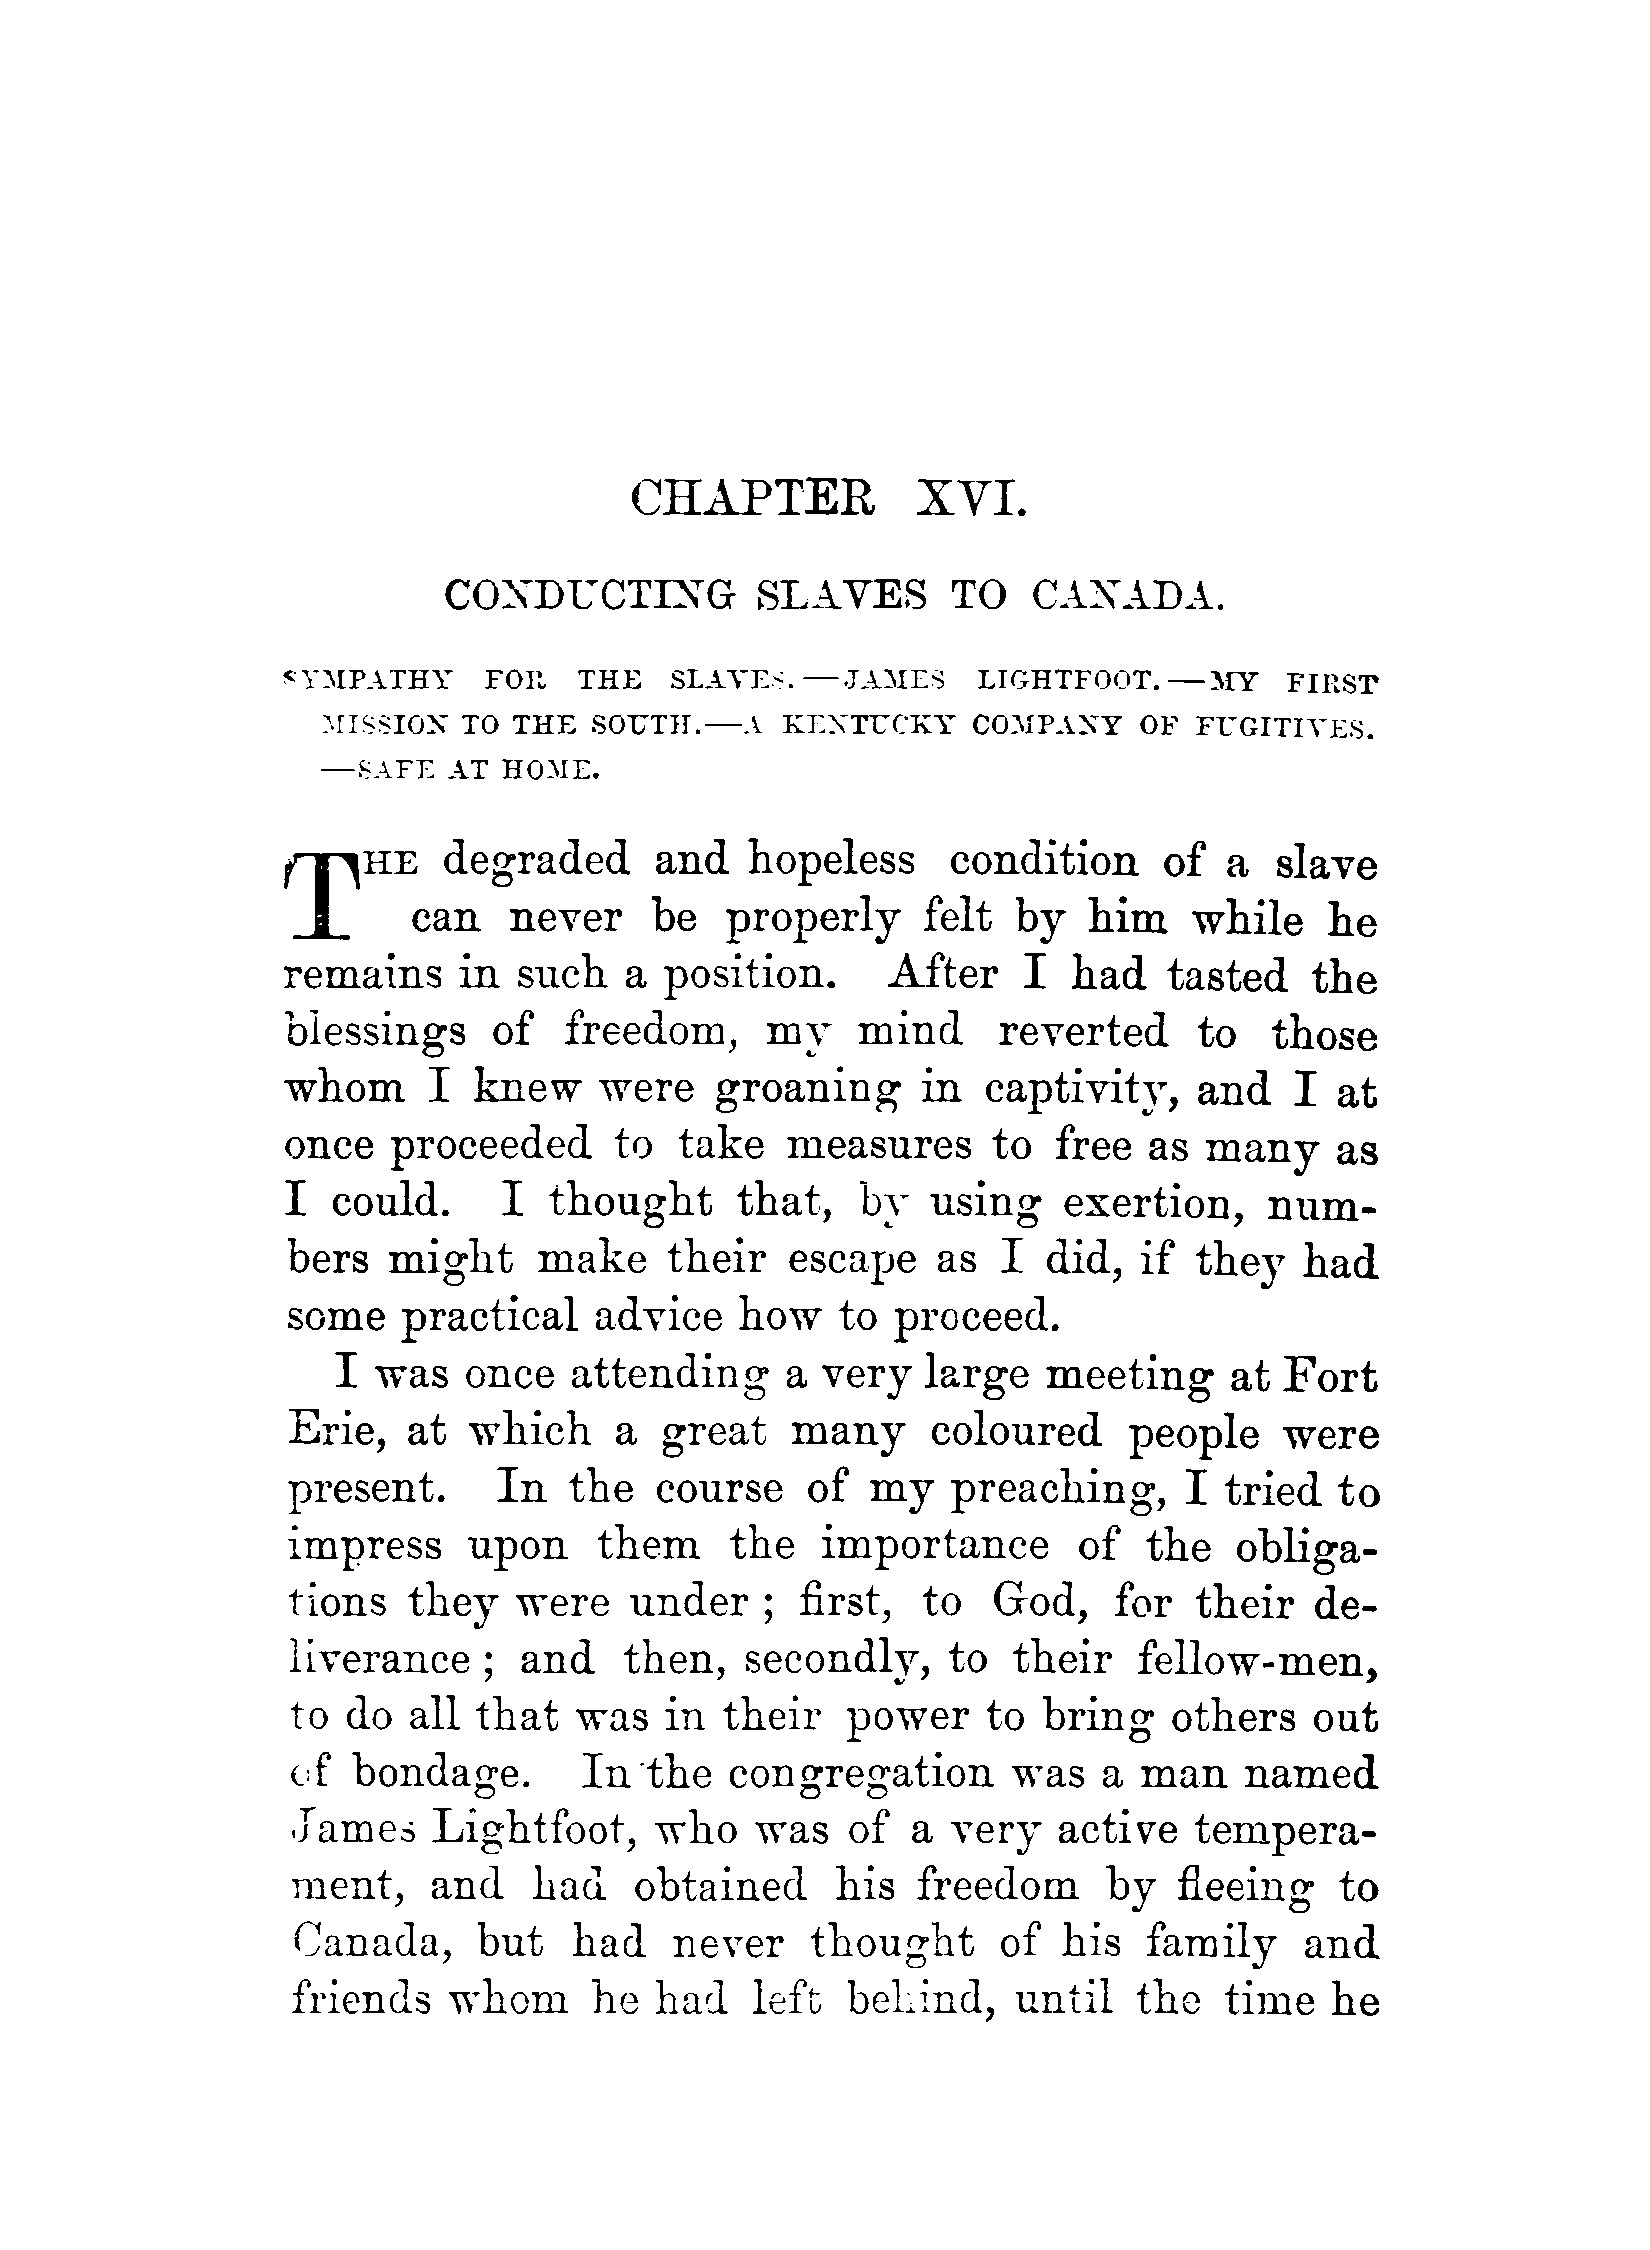 CHAPTER XVI.
CONDUCTING SLAVES TO CANADA.
SYMPATHY FOR THE SLAVES.—JAMES LIGHTFOOT.—MY FIRST
MISSION TO THE SOUTH.—A KENTUCKY COMPANY OF FUGITIVES.
—SAFE AT HOME.
THE degraded and hopeless condition of a slave
can never be properly felt by him while he
remains in such a position. After I had tasted the
blessings of freedom, my mind reverted to those
whom I knew were groaning in captivity, and I at
once proceeded to take measures to free as many as
I could. I thought that, by using exertion, num-
bers might make their escape as I did, if they had
some practical advice how to proceed.
I was once attending a very large meeting at Fort
Erie, at which a great many coloured people were
present. In the course of my preaching, I tried to
impress upon them the importance of the obliga-
tions they were under ; first, to God, for their de-
liverance ; and then, secondly, to their fellow-men,
to do all that was in their power to bring others out
of bondage. In the congregation was a man named
James Lightfoot, who was of a very active tempera-
ment, and had obtained his freedom by fleeing to
Canada, but had never thought of his family and
friends whom he had left behind, until the time he